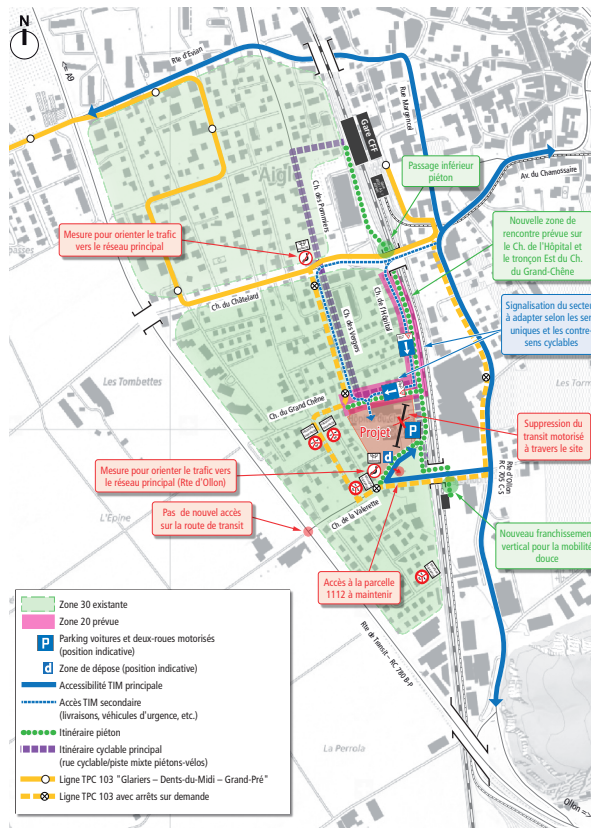 N
A9
Rte d'Evian
Rue Margencel
Gare CFF
Passage inférieur
piéton
Av. du Chamossaire
Aigl
Ch. des Pommiers
Mesure pour orienter le trafic
vers le réseau principal
Nouvelle zone de
rencontre prévue sur
le Ch. de l'Hôpital et
le tronçon Est du Ch.
du Grand-Chêne
Ch. du Châtelard
Ch. de l'Hôpital
Ch. des Vergers
Signalisation du secteur
à adapter selon les sens
uniques et les contre-
sens cyclables
Les Tombettes
Ch. du Grand Chêne
Projet
P
Suppression du
transit motorisé
à travers le site
Mesure pour orienter le trafic vers
le réseau principal (Rte d'Ollon)
d
Rte d'Ollon
RC 705 C-S
L'Épine
Pas de nouvel accès
sur la route de transit
Ch. de la Valerette
Nouveau franchissement
vertical pour la mobilité
douce
Accès à la parcelle
1112 à maintenir
Rte de Transit – RC 780 B-P
La Perrola
Ollon →
Zone 30 existante
Zone 20 prévue
P Parking voitures et deux-roues motorisés
(position indicative)
d Zone de dépose (position indicative)
Accessibilité TIM principale
Accès TIM secondaire
(livraisons, véhicules d'urgence, etc.)
Itinéraire piéton
Itinéraire cyclable principal
(rue cyclable/piste mixte piétons-vélos)
Ligne TPC 103 "Glariers – Dents-du-Midi – Grand-Pré"
Ligne TPC 103 avec arrêts sur demande